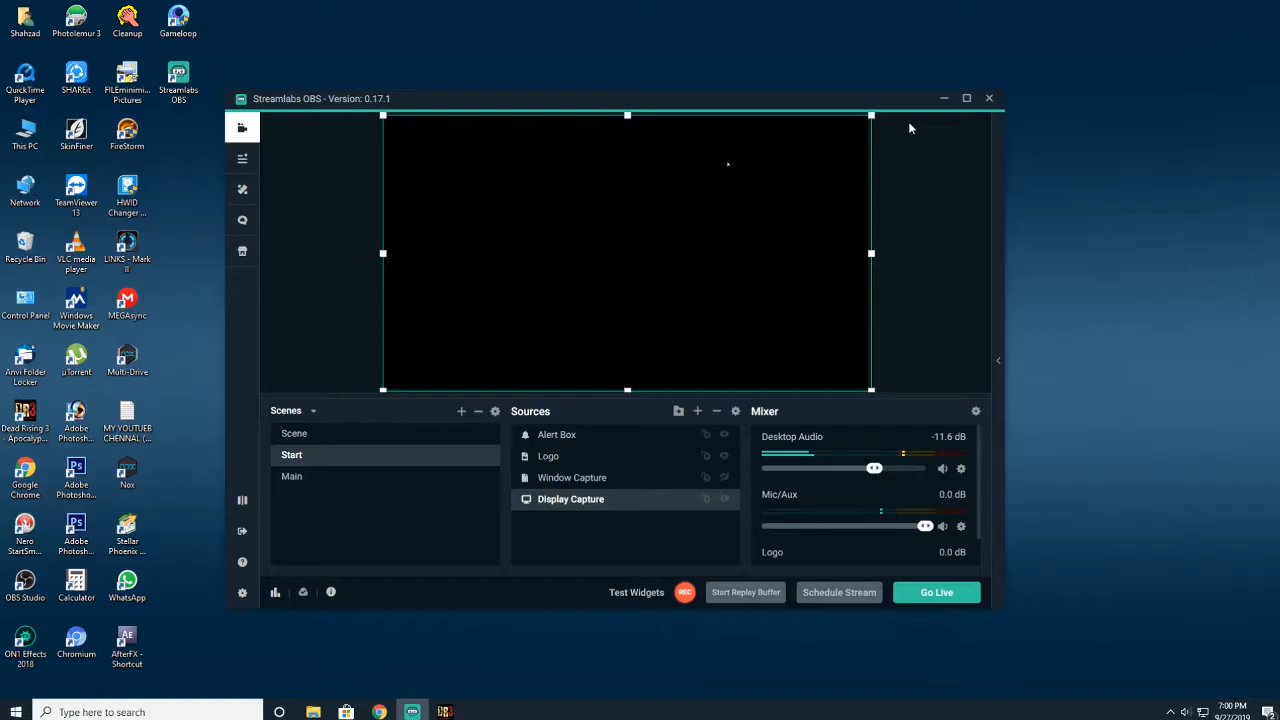 Shahzad
Photolemur 3
Cleanup
Gameloop
QuickTime
Player
SHAREit
FILEminimi...
Pictures
Streamlabs
OBS
This PC
SkinFiner
FireStorm
Network
TeamViewer
13
HWID
Changer ...
Recycle Bin
VLC media
player
LINKS - Mark
II
Control Panel
Windows
Movie Maker
MEGAsync
Anvi Folder
Locker
µTorrent
Multi-Drive
Dead Rising 3
- Apocalyp...
Adobe
Photosh...
MY YOUTUEB
CHENNAL (...
Google
Chrome
Adobe
Photosho...
Nox
Nero
StartSm...
Adobe
Photosh...
Stellar
Phoenix ...
OBS Studio
Calculator
WhatsApp
ON1 Effects
2018
Chromium
AfterFX -
Shortcut
Streamlabs OBS - Version: 0.17.1
Scenes
Scene
Start
Main
Sources
Alert Box
Logo
Window Capture
Display Capture
Mixer
Desktop Audio -11.6 dB
Mic/Aux 0.0 dB
Logo 0.0 dB
Test Widgets REC Start Replay Buffer Schedule Stream Go Live
Type here to search
DR3
7:00 PM
9/27/2019